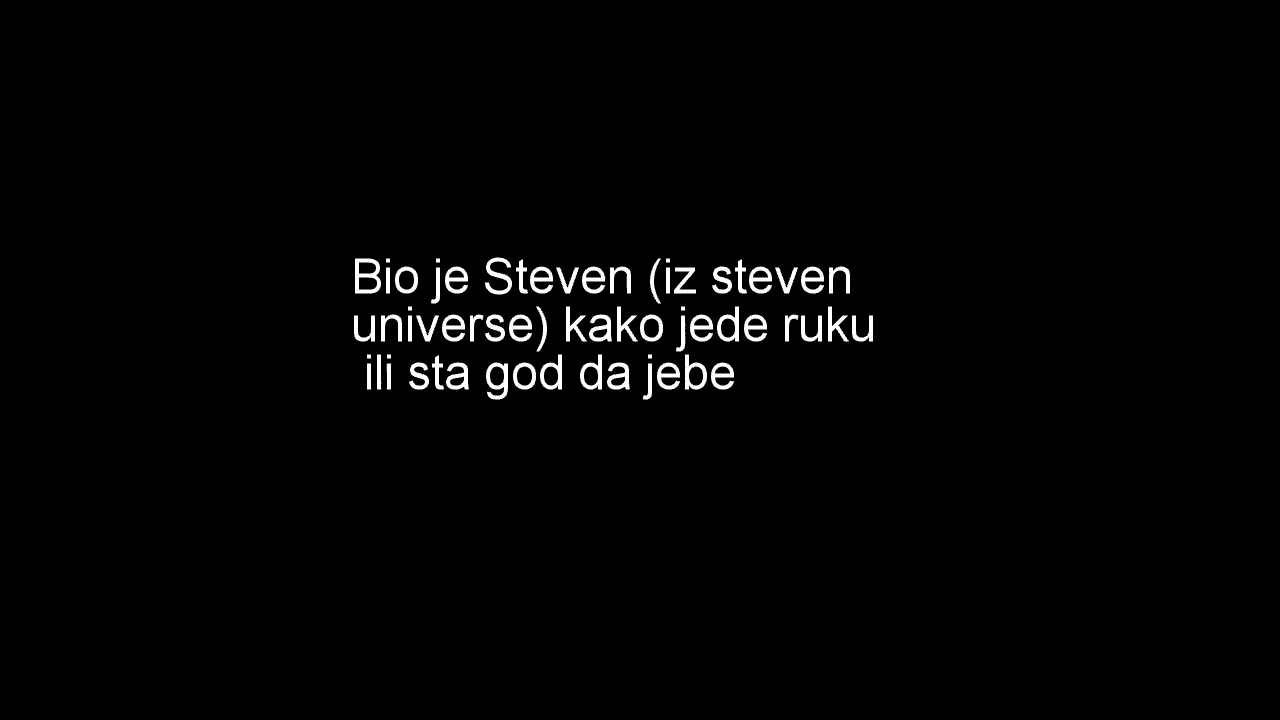 Bio je Steven (iz steven
universe) kako jede ruku
ili sta god da jebe